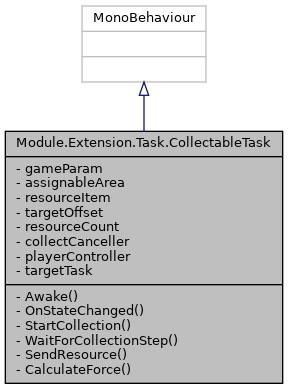 MonoBehaviour
Module.Extension.Task.CollectableTask
- gameParam
- assignableArea
- resourceItem
- targetOffset
- resourceCount
- collectCanceller
- playerController
- targetTask
- Awake()
- OnStateChanged()
- StartCollection()
- WaitForCollectionStep()
- SendResource()
- CalculateForce()